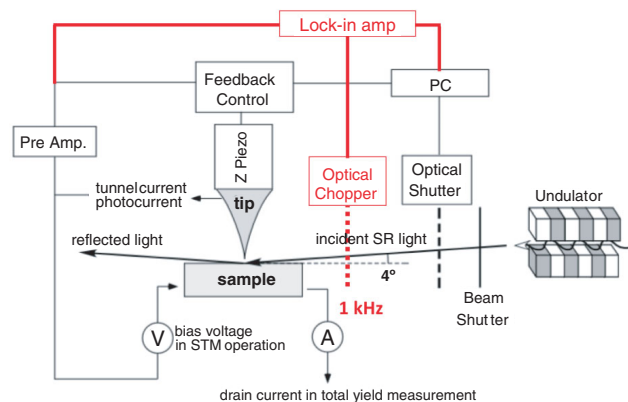 Lock-in amp
Feedback
Control
PC
Pre Amp.
Z Piezo
Optical
Chopper
Optical
Shutter
Undulator
tunnel current
photocurrent
tip
reflected light
incident SR light
sample
4°
1 kHz
Beam
Shutter
V
bias voltage
in STM operation
A
drain current in total yield measurement